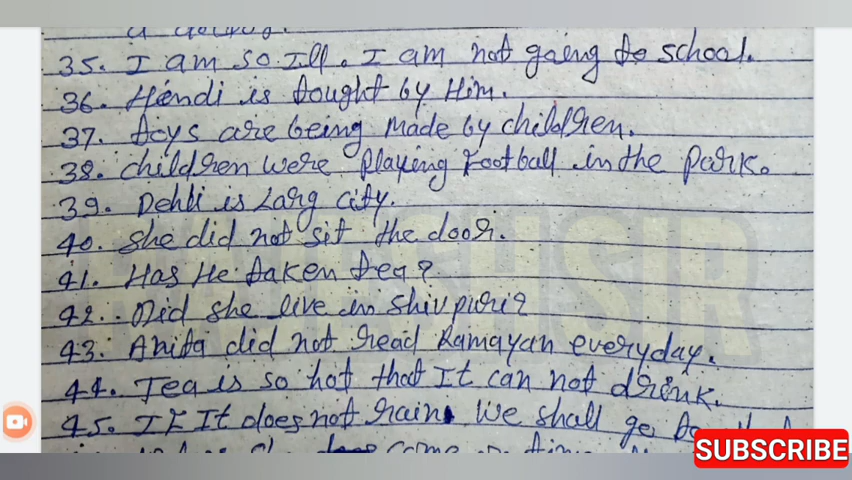 35. I am so Ill. I am not going to school.
36. Hendi is tought by Him.
37. Toys are being Made by children.
38. children were Playing Football in the Park.
39. Dehli is Larg city.
40. She did not sit the door.
41. Has He taken tea?
42. Did she live in Shivpuri?
43. Anita did not read Ramayan everyday.
44. Tea is so hot that It can not drink.
45. If It does not rain, We shall go to
come
SUBSCRIBE